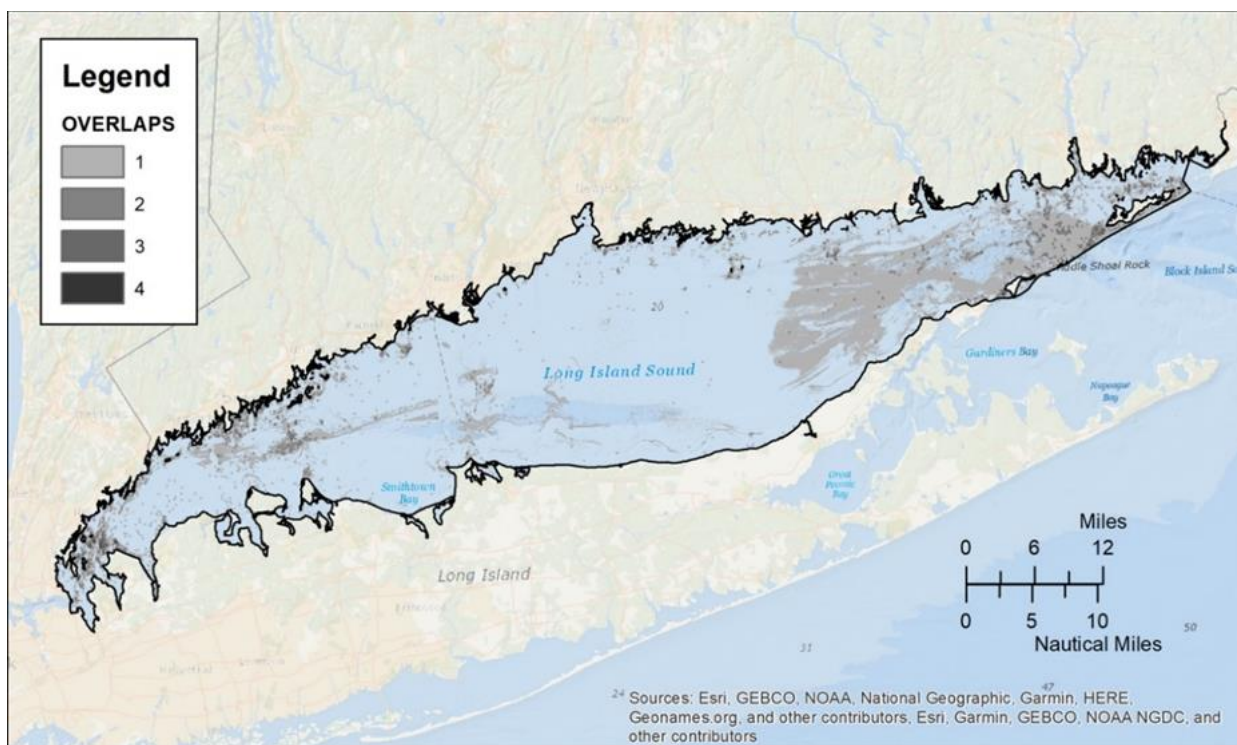 Legend
OVERLAPS
1
2
3
4
20
Long Island Sound
Block Island S
Gardiners Bay
Napeague
Bay
Great
Peconic
Bay
Smithtown
Bay
Long Island
Shoal Rock
Miles
0 6 12
0 5 10
Nautical Miles
50
31
47
24
Sources: Esri, GEBCO, NOAA, National Geographic, Garmin, HERE,
Geonames.org, and other contributors, Esri, Garmin, GEBCO, NOAA NGDC, and
other contributors